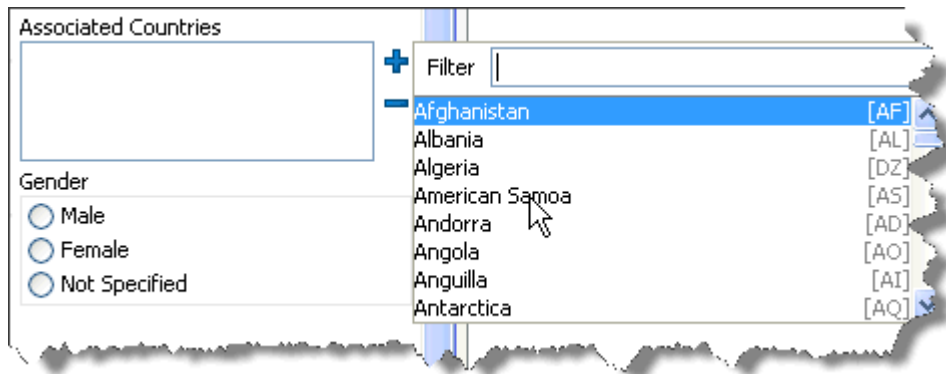 Associated Countries
Filter
Afghanistan [AF]
Albania [AL]
Algeria [DZ]
American Samoa [AS]
Andorra [AD]
Angola [AO]
Anguilla [AI]
Antarctica [AQ]
Gender
Male
Female
Not Specified